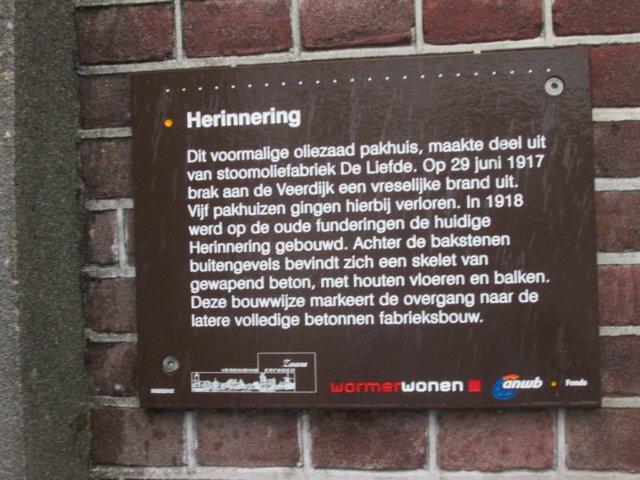 Herinnering
Dit voormalige oliezaad pakhuis, maakte deel uit
van stoomoliefabriek De Liefde. Op 29 juni 1917
brak aan de Veerdijk een vreselijke brand uit.
Vijf pakhuizen gingen hierbij verloren. In 1918
werd op de oude funderingen de huidige
Herinnering gebouwd. Achter de bakstenen
buitengevels bevindt zich een skelet van
gewapend beton, met houten vloeren en balken.
Deze bouwwijze markeert de overgang naar de
latere volledige betonnen fabrieksbouw.
Zaans
VERENIGING ERFGOED
wormerwonen
anwb
Fonds